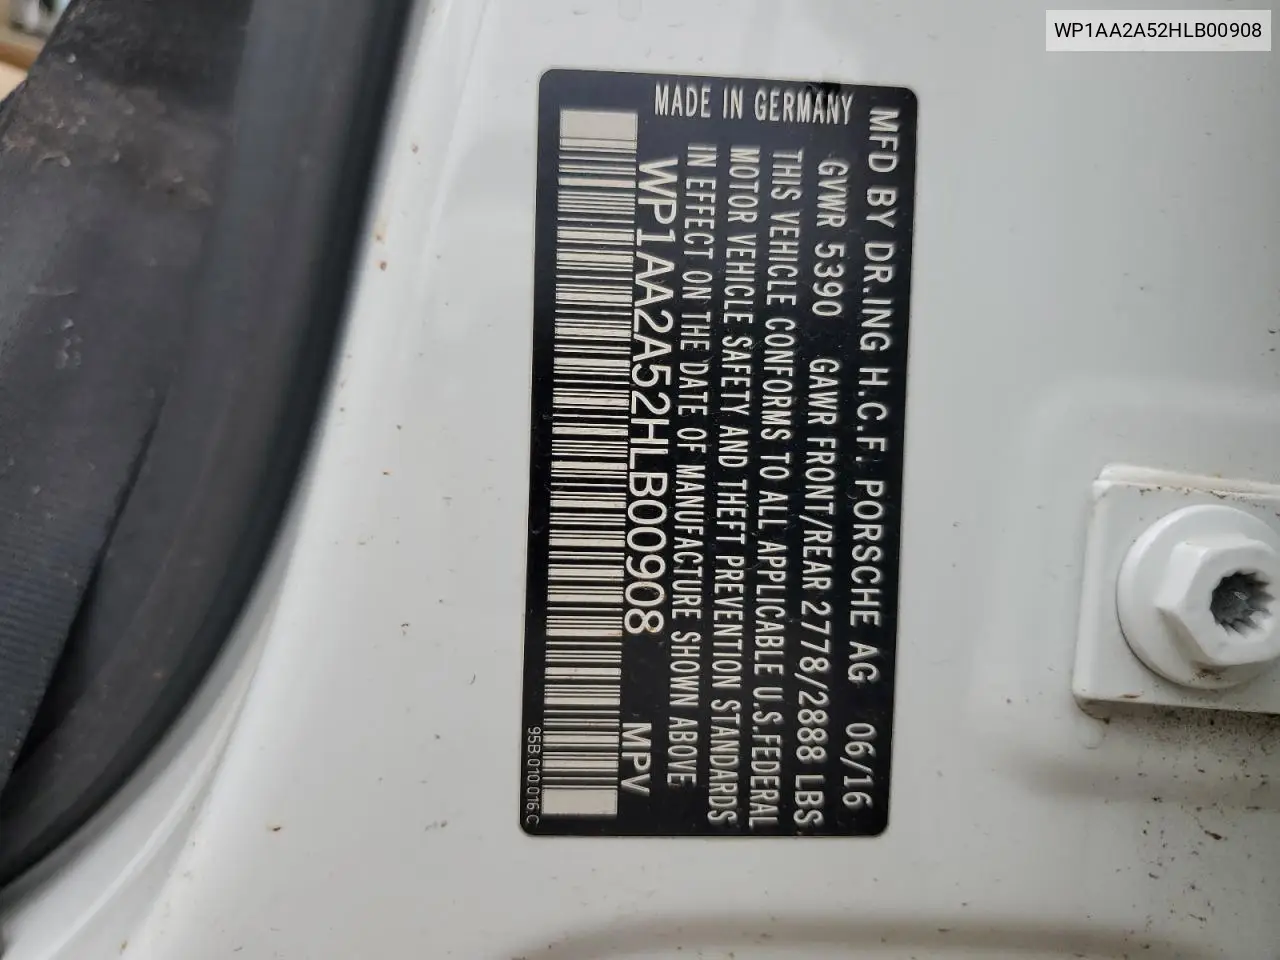 WP1AA2A52HLB00908
MFD BY DR.ING H.C.F. PORSCHE AG 06/16
MADE IN GERMANY
GVWR 5390 GAWR FRONT/REAR 2778/2888 LBS
THIS VEHICLE CONFORMS TO ALL APPLICABLE U.S.FEDERAL
MOTOR VEHICLE SAFETY AND THEFT PREVENTION STANDARDS
IN EFFECT ON THE DATE OF MANUFACTURE SHOWN ABOVE
WP1AA2A52HLB00908 MPV
95B.010.016.C